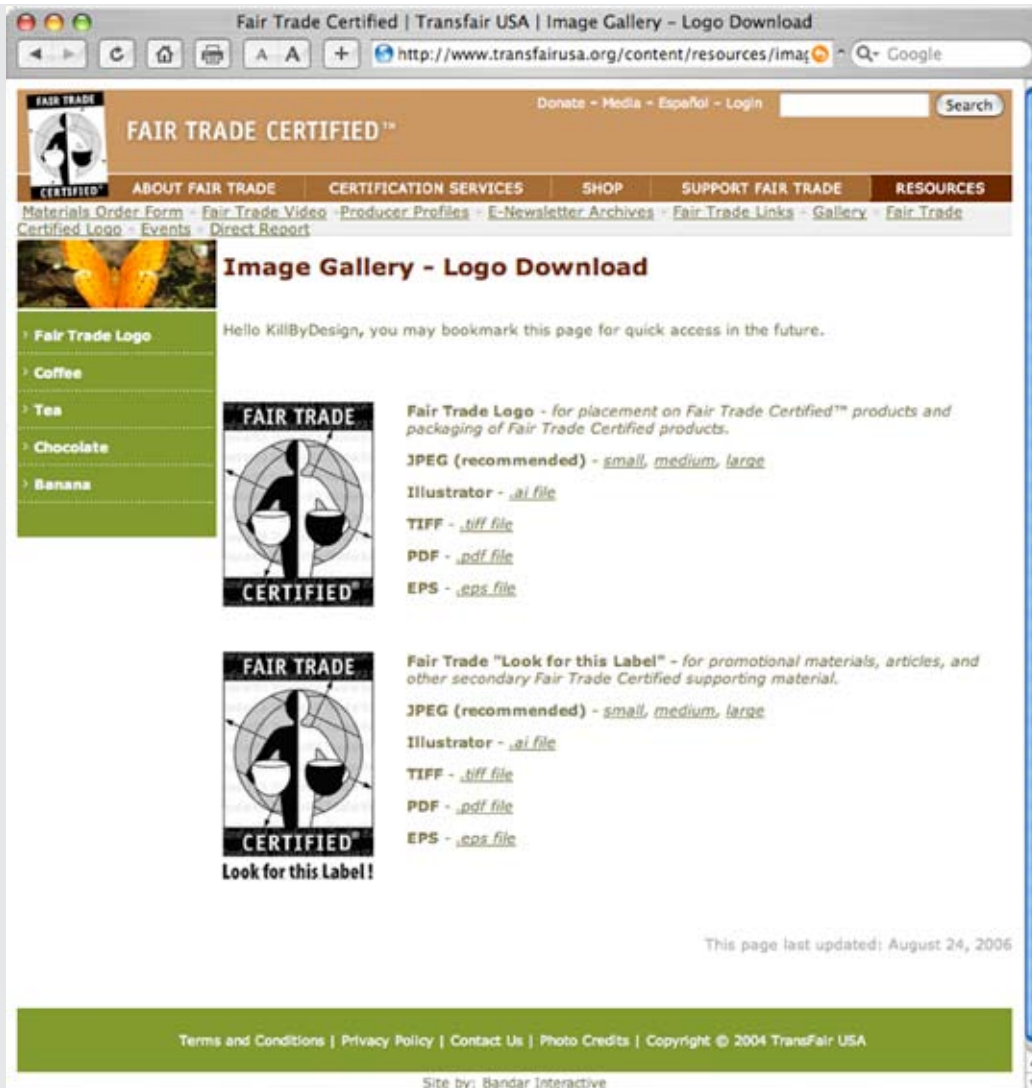 Fair Trade Certified | Transfair USA | Image Gallery – Logo Download
A A + http://www.transfairusa.org/content/resources/imag Q Google
FAIR TRADE
CERTIFIED
FAIR TRADE CERTIFIED™
Donate - Media - Español - Login Search
ABOUT FAIR TRADE CERTIFICATION SERVICES SHOP SUPPORT FAIR TRADE RESOURCES
Materials Order Form - Fair Trade Video - Producer Profiles - E-Newsletter Archives - Fair Trade Links - Gallery - Fair Trade
Certified Logo - Events - Direct Report
› Fair Trade Logo
› Coffee
› Tea
› Chocolate
› Banana
Image Gallery - Logo Download
Hello KillByDesign, you may bookmark this page for quick access in the future.
FAIR TRADE
CERTIFIED®
Fair Trade Logo - for placement on Fair Trade Certified™ products and
packaging of Fair Trade Certified products.
JPEG (recommended) - small, medium, large
Illustrator - .ai file
TIFF - .tiff file
PDF - .pdf file
EPS - .eps file
FAIR TRADE
CERTIFIED®
Look for this Label !
Fair Trade "Look for this Label" - for promotional materials, articles, and
other secondary Fair Trade Certified supporting material.
JPEG (recommended) - small, medium, large
Illustrator - .ai file
TIFF - .tiff file
PDF - .pdf file
EPS - .eps file
This page last updated: August 24, 2006
Terms and Conditions | Privacy Policy | Contact Us | Photo Credits | Copyright © 2004 TransFair USA
Site by: Bandar Interactive